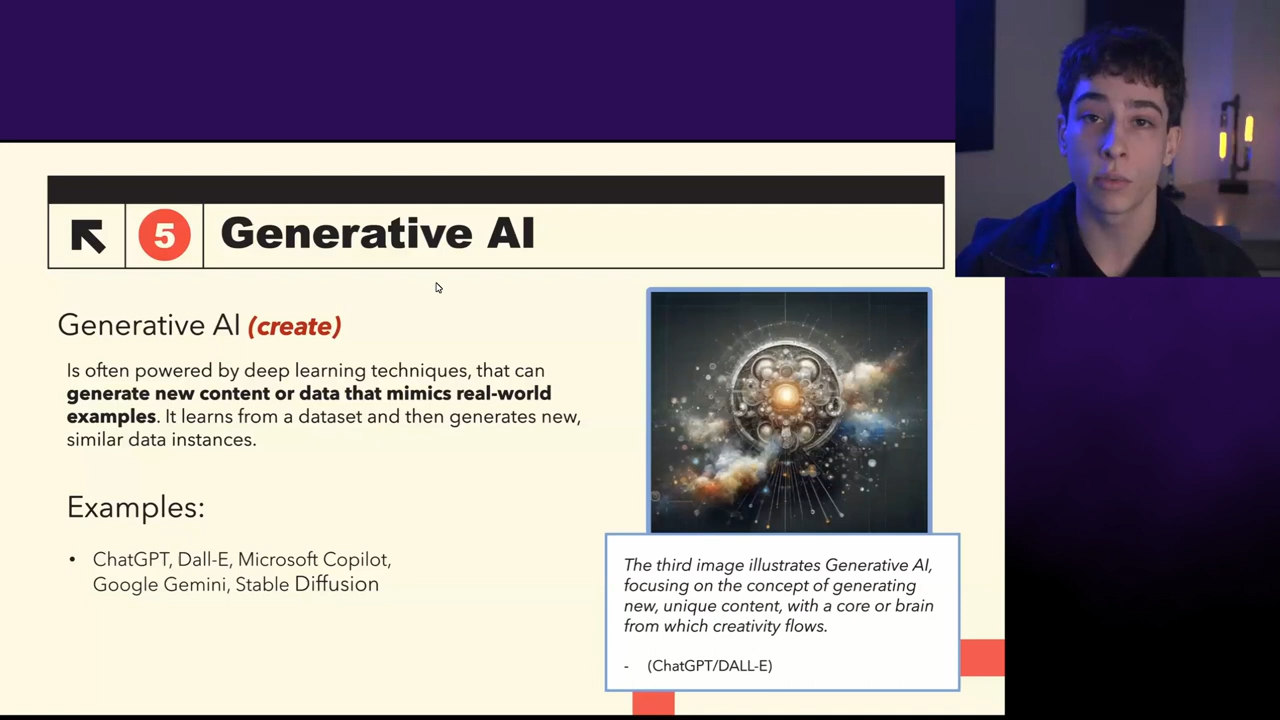 5
Generative AI
Generative AI (create)
Is often powered by deep learning techniques, that can
generate new content or data that mimics real-world
examples. It learns from a dataset and then generates new,
similar data instances.
Examples:
• ChatGPT, Dall-E, Microsoft Copilot,
Google Gemini, Stable Diffusion
The third image illustrates Generative AI,
focusing on the concept of generating
new, unique content, with a core or brain
from which creativity flows.
- (ChatGPT/DALL-E)